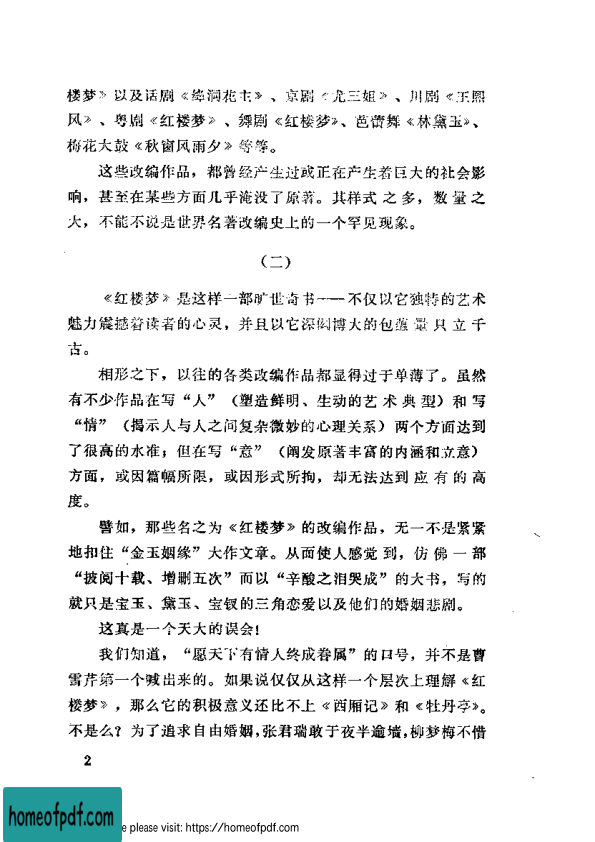 楼梦》以及话剧《绛洞花主》、京剧《尤三姐》、川剧《王熙
风》、粤剧《红楼梦》、舞剧《红楼梦》、芭蕾舞《林黛玉》、
梅花大鼓《秋窗风雨夕》等等。
这些改编作品，都曾经产生过或正在产生着巨大的社会影
响，甚至在某些方面几乎淹没了原著。其样式之多，数量之
大，不能不说是世界名著改编史上的一个罕见现象。
（二）
《红楼梦》是这样一部旷世奇书——不仅以它独特的艺术
魅力震撼着读者的心灵，并且以它深阔博大的包蕴量只立千
古。
相形之下，以往的各类改编作品都显得过于单薄了。虽然
有不少作品在写“人”（塑造鲜明、生动的艺术典型）和写
“情”（揭示人与人之间复杂微妙的心理关系）两个方面达到
了很高的水准；但在写“意”（阐发原著丰富的内涵和立意）
方面，或因篇幅所限，或因形式所拘，却无法达到应有的高
度。
譬如，那些名之为《红楼梦》的改编作品，无一不是紧紧
地扣住“金玉姻缘”大作文章。从而使人感觉到，仿佛一部
“披阅十载、增删五次”而以“辛酸之泪哭成”的大书，写的
就只是宝玉、黛玉、宝钗的三角恋爱以及他们的婚姻悲剧。
这真是一个天大的误会！
我们知道，“愿天下有情人终成眷属”的口号，并不是曹
雪芹第一个喊出来的。如果说仅仅从这样一个层次上理解《红
楼梦》，那么它的积极意义还比不上《西厢记》和《牡丹亭》。
不是么？为了追求自由婚姻，张君瑞敢于夜半逾墙，柳梦梅不惜
2
homeofpdf.com
e please visit: https://homeofpdf.com